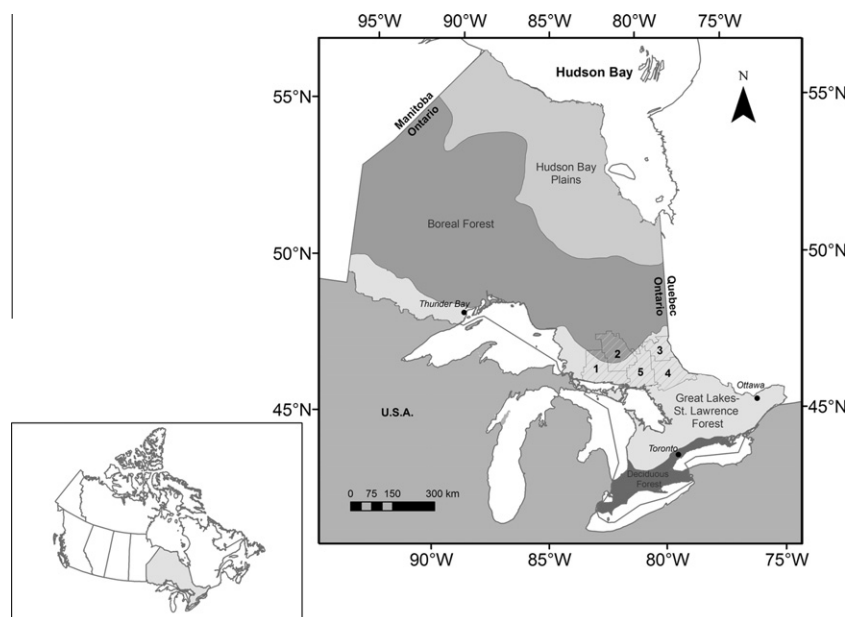 95°W 90°W 85°W 80°W 75°W
Hudson Bay
N
55°N
55°N
Manitoba
Ontario
Hudson Bay
Plains
Boreal Forest
50°N
50°N
Quebec
Ontario
Thunder Bay
3
2
1
5
4
Ottawa
Great Lakes-
St. Lawrence
Forest
45°N
45°N
U.S.A.
Toronto
Deciduous
Forest
0 75 150 300 km
90°W 85°W 80°W 75°W